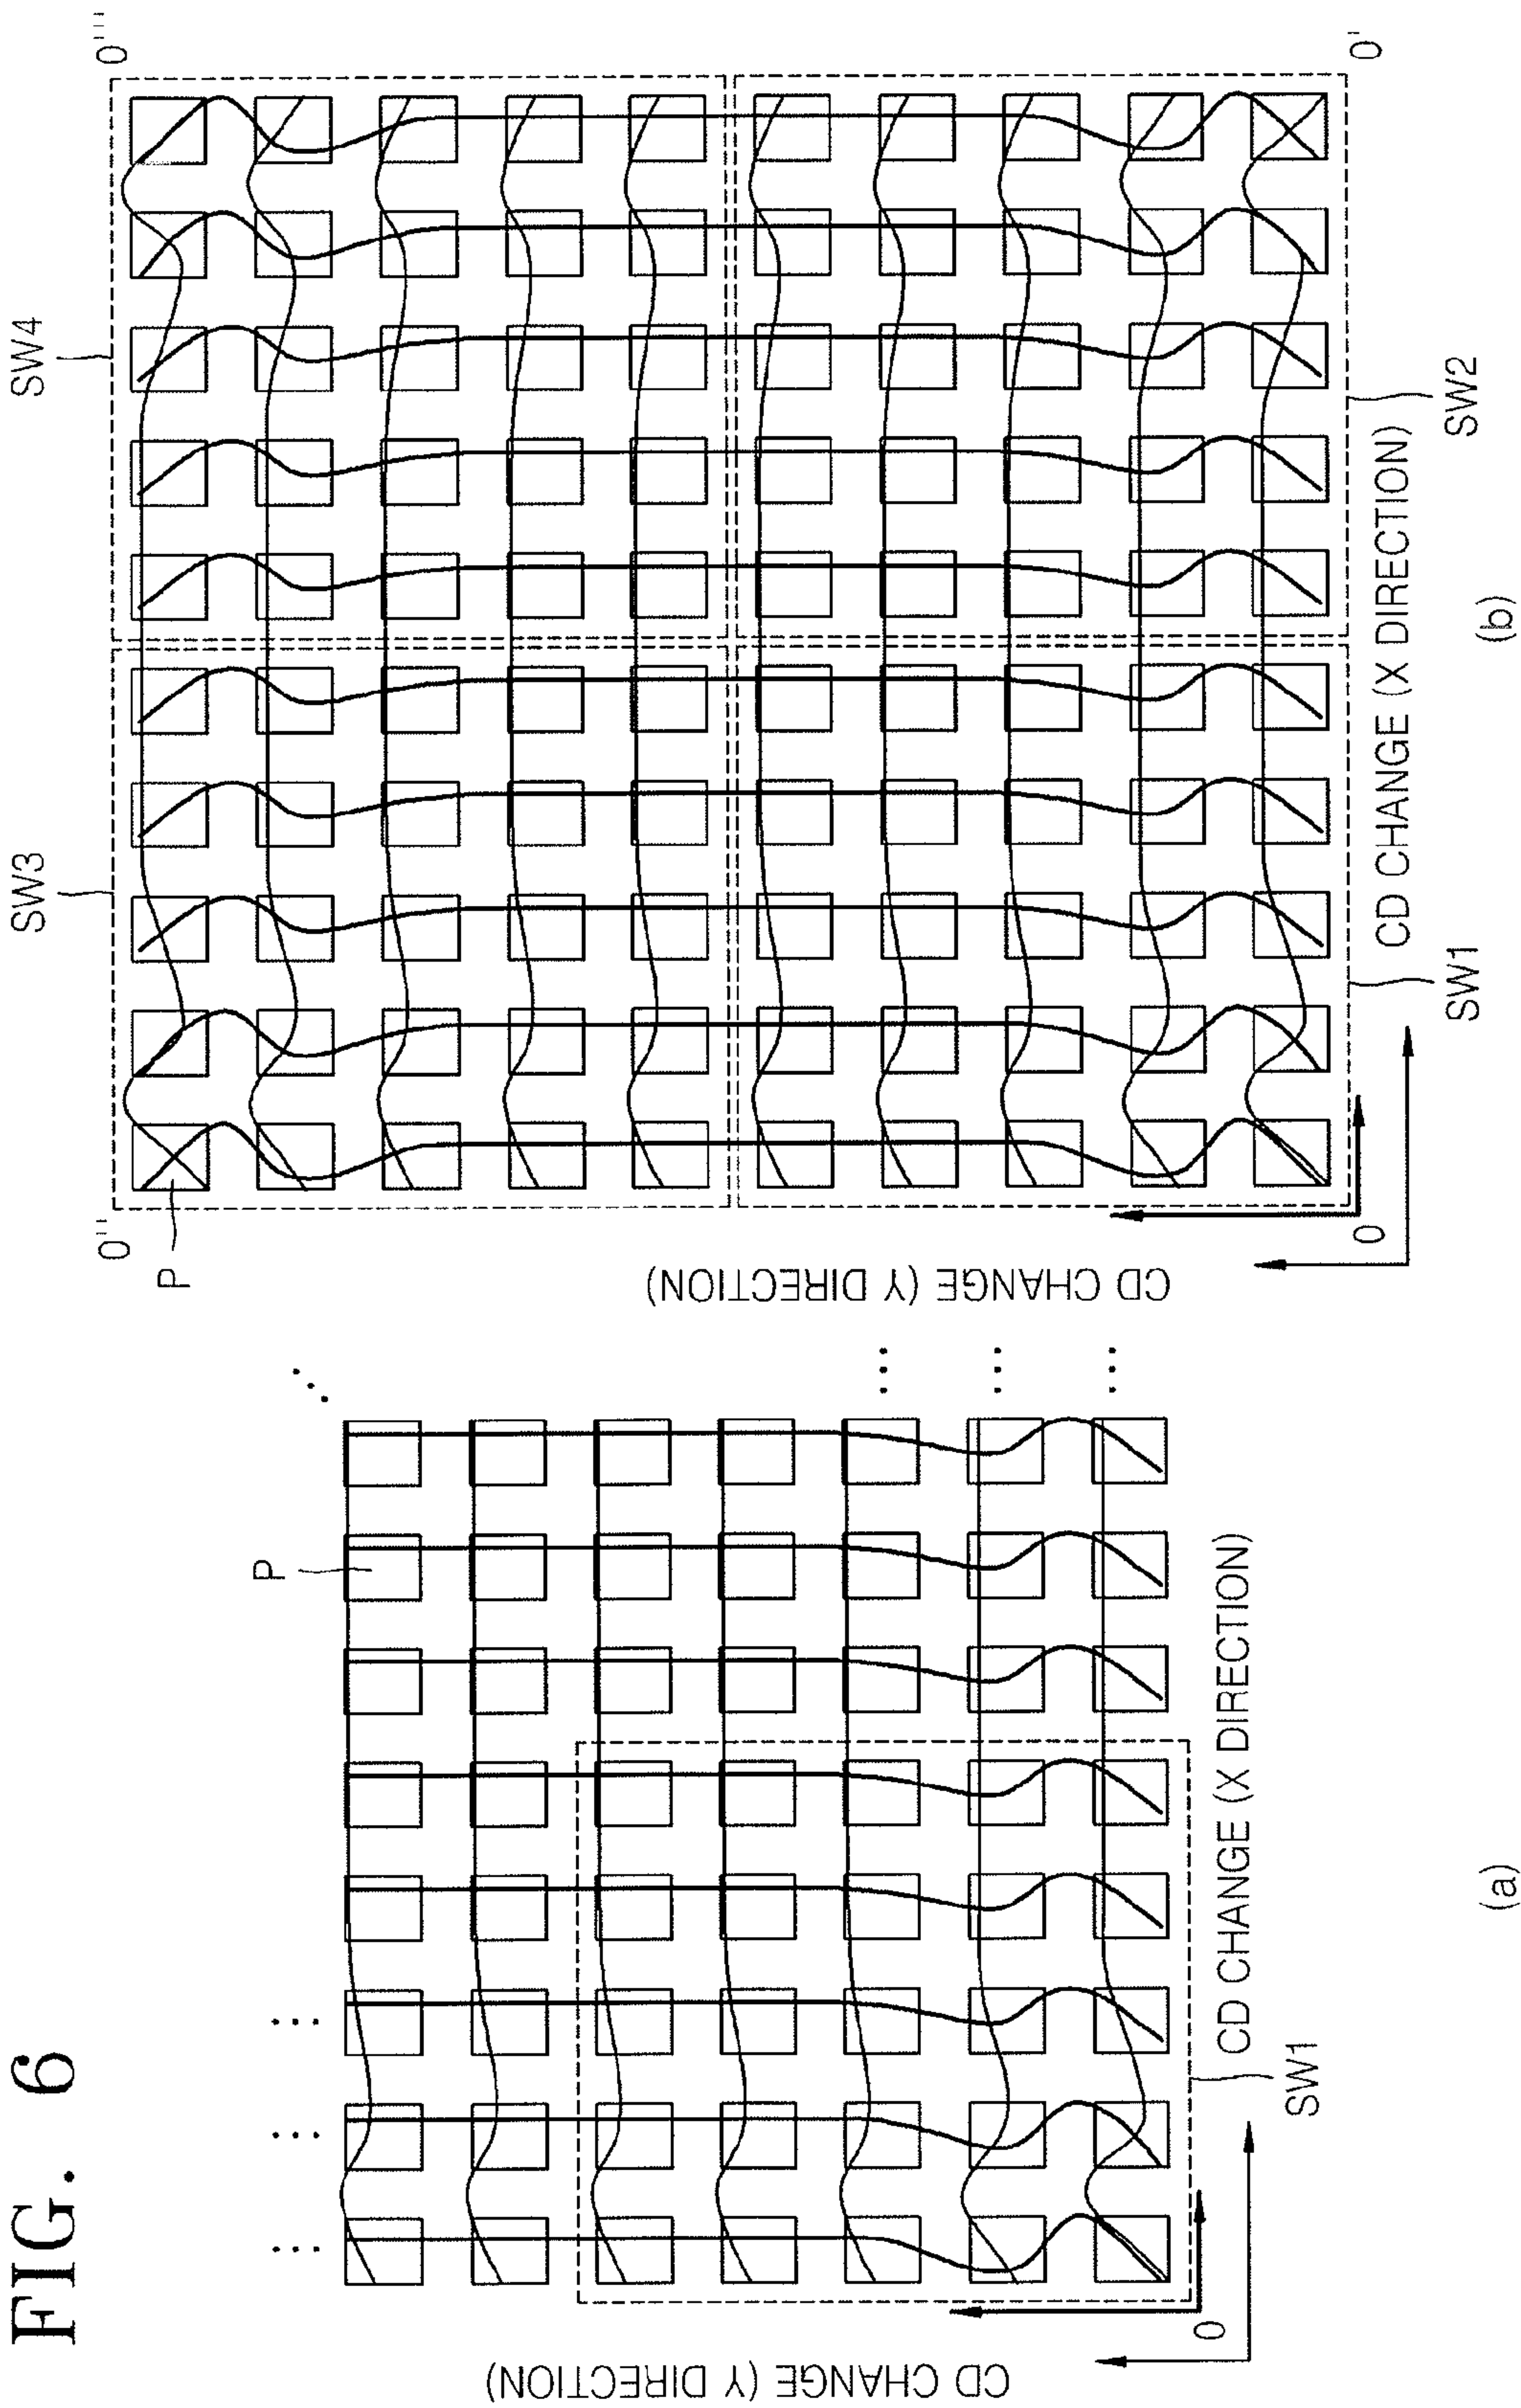 FIG. 6
P
CD CHANGE (Y DIRECTION)
0
CD CHANGE (X DIRECTION)
SW1
(a)
SW3
SW4
0''
0'''
P
CD CHANGE (Y DIRECTION)
0
0'
CD CHANGE (X DIRECTION)
SW1
SW2
(b)